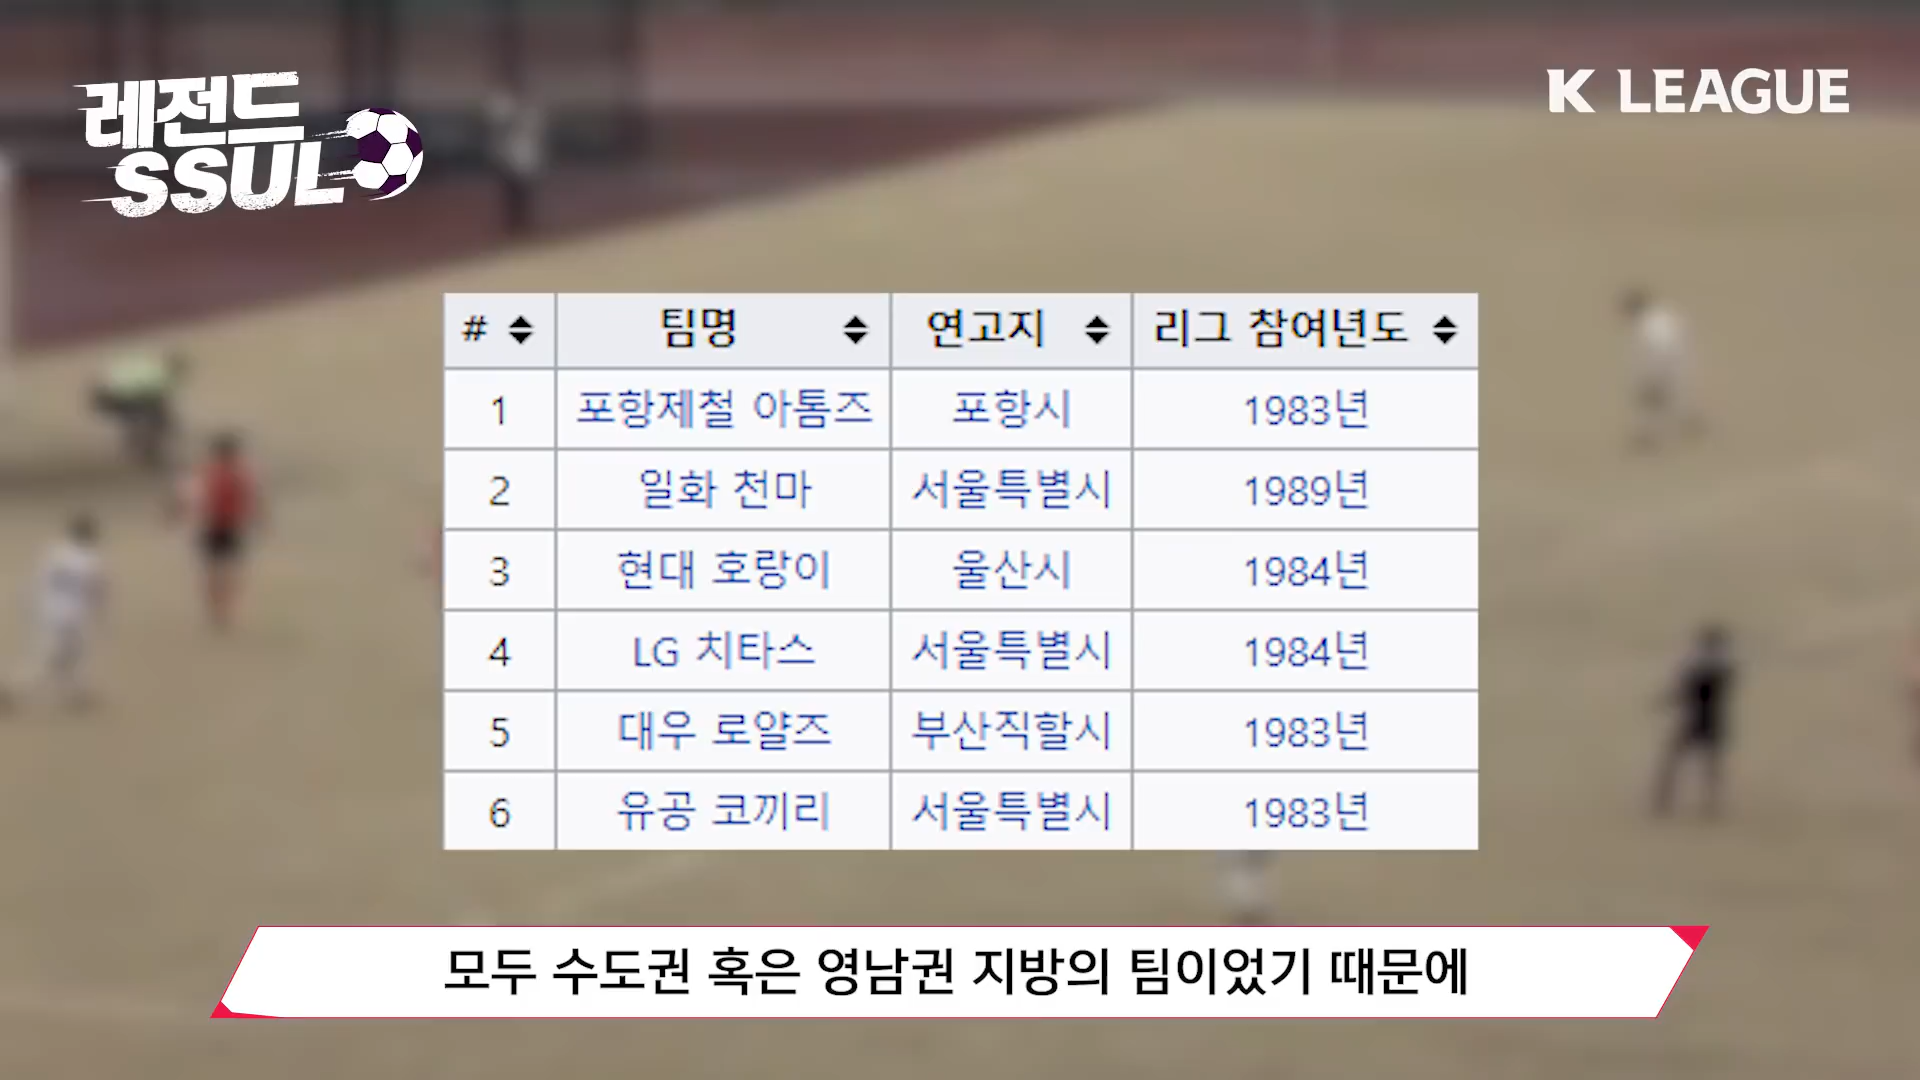 레전드
SSUL
K LEAGUE
# 팀명 연고지 리그 참여년도
1 포항제철 아톰즈 포항시 1983년
2 일화 천마 서울특별시 1989년
3 현대 호랑이 울산시 1984년
4 LG 치타스 서울특별시 1984년
5 대우 로얄즈 부산직할시 1983년
6 유공 코끼리 서울특별시 1983년
모두 수도권 혹은 영남권 지방의 팀이었기 때문에